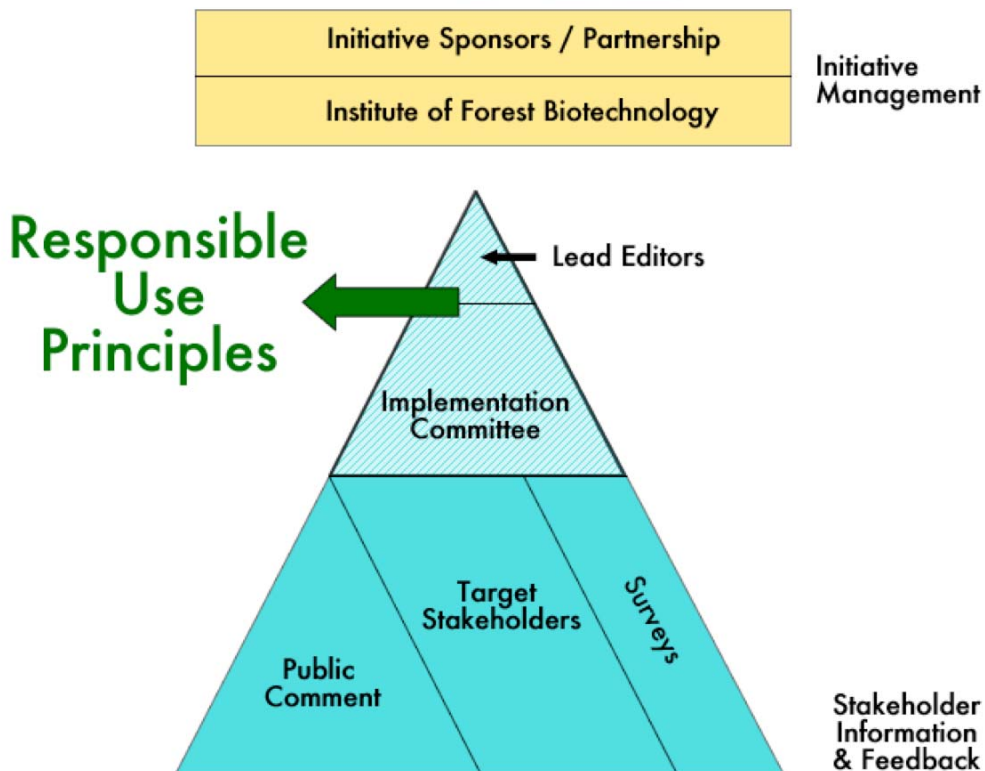 Initiative Sponsors / Partnership
Institute of Forest Biotechnology
Initiative
Management
Responsible
Use
Principles
Lead Editors
Implementation
Committee
Target
Stakeholders
Surveys
Public
Comment
Stakeholder
Information
& Feedback